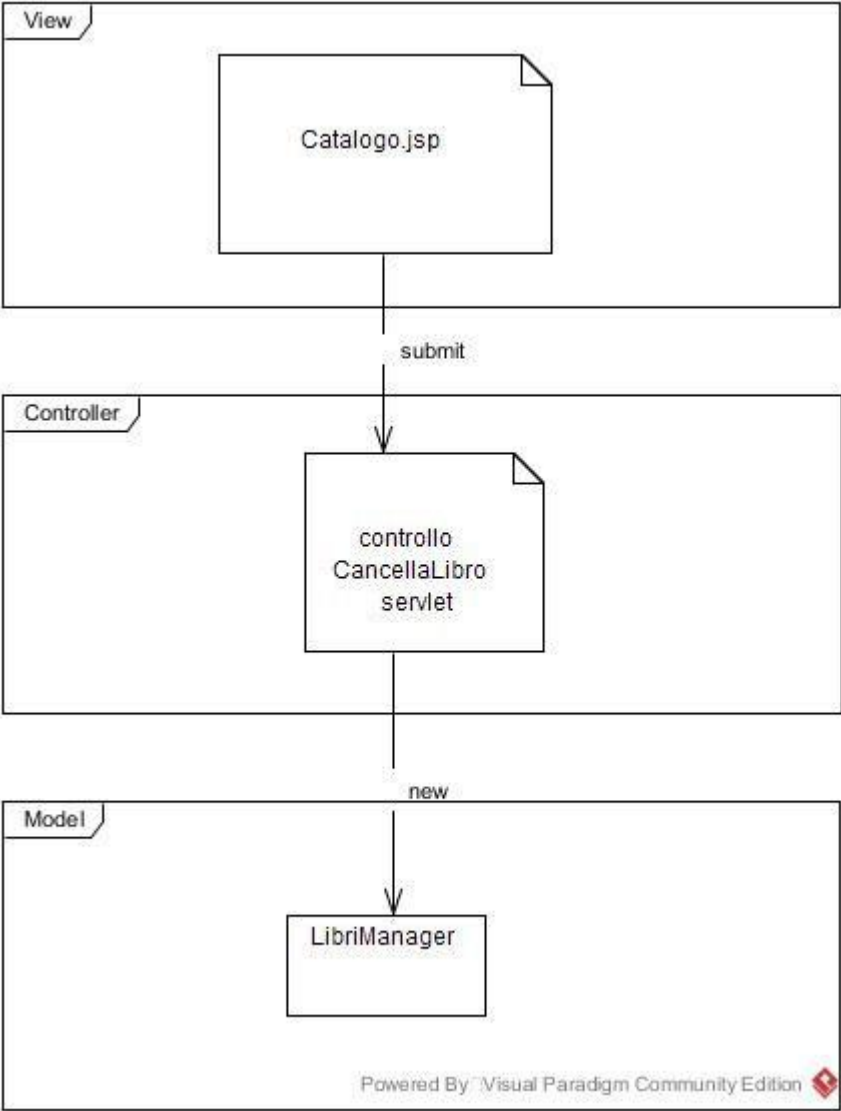 View
Catalogo.jsp
submit
Controller
controllo
CancellaLibro
servlet
new
Model
LibriManager
Powered By Visual Paradigm Community Edition